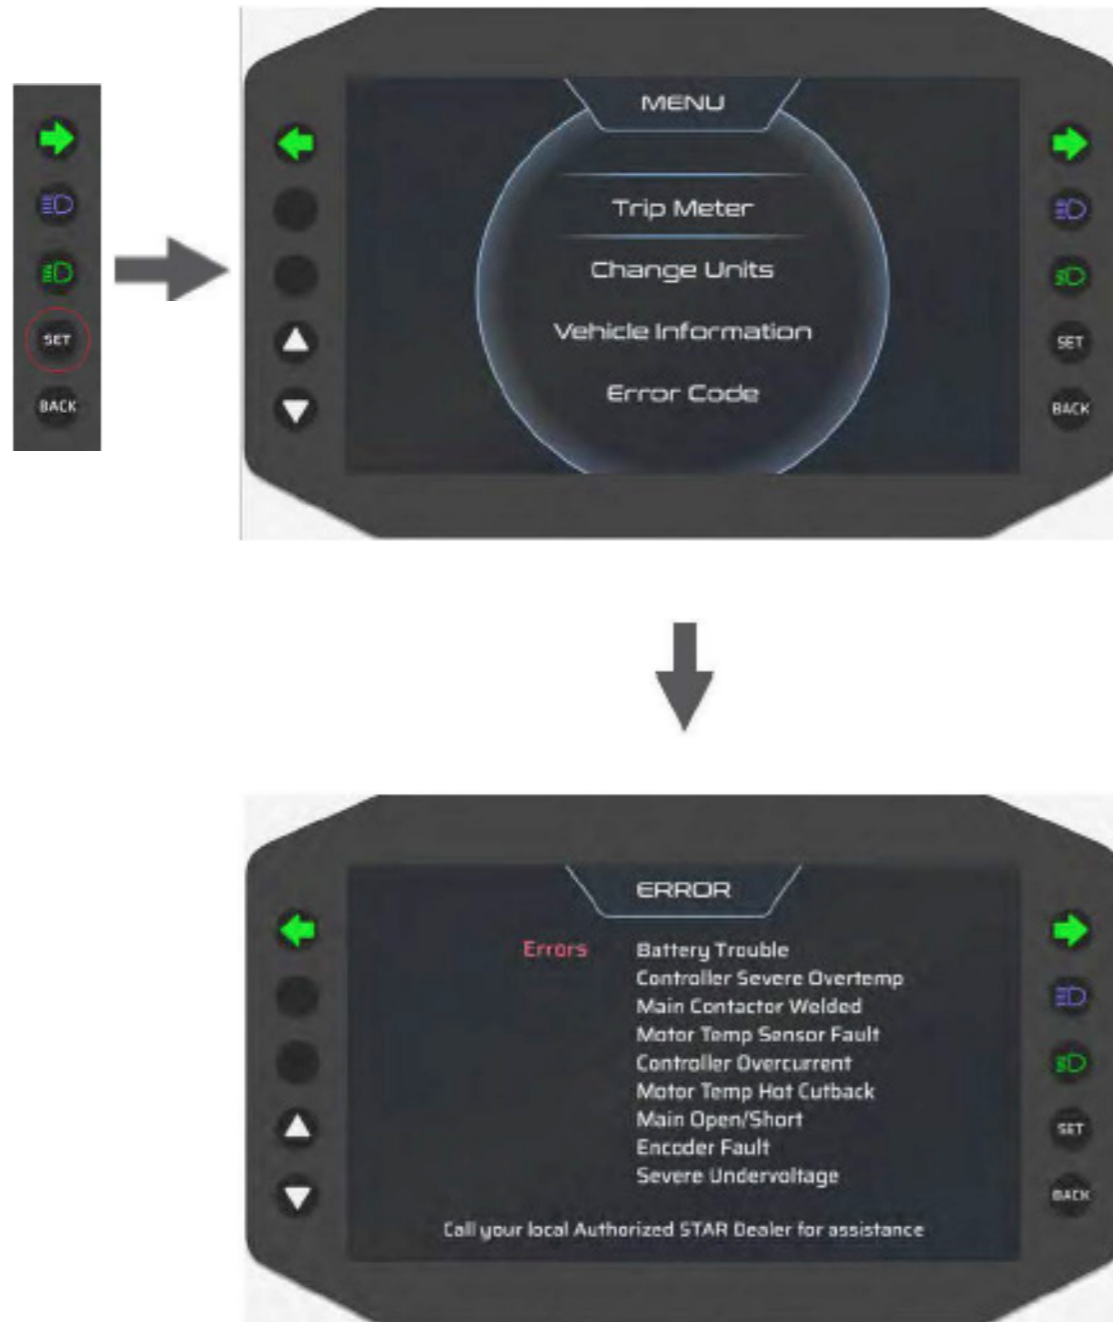 SET
BACK
MENU
Trip Meter
Change Units
Vehicle Information
Error Code
SET
BACK
ERROR
Errors Battery Trouble
Controller Severe Overtemp
Main Contactor Welded
Motor Temp Sensor Fault
Controller Overcurrent
Motor Temp Hot Cutback
Main Open/Short
Encoder Fault
Severe Undervoltage
SET
BACK
Call your local Authorized STAR Dealer for assistance